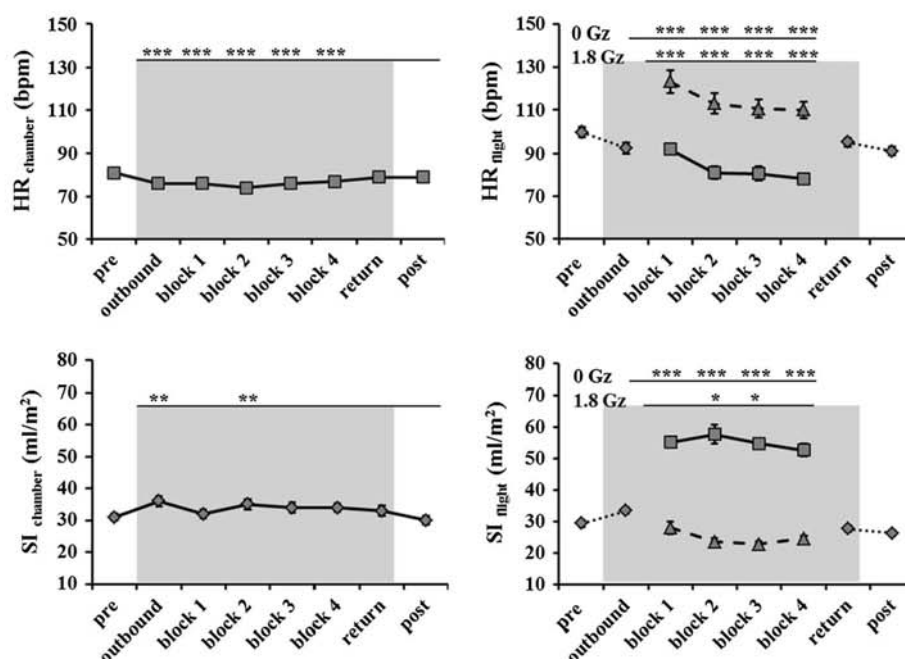 HR chamber (bpm)
150
130
110
90
70
50
*** *** *** *** ***
pre
outbound
block 1
block 2
block 3
block 4
return
post
HR flight (bpm)
150
130
110
90
70
50
0 Gz *** *** *** ***
1.8 Gz *** *** *** ***
pre
outbound
block 1
block 2
block 3
block 4
return
post
SI chamber (ml/m²)
80
70
60
50
40
30
20
10
** **
pre
outbound
block 1
block 2
block 3
block 4
return
post
SI flight (ml/m²)
80
70
60
50
40
30
20
10
0 Gz *** *** *** ***
1.8 Gz * *
pre
outbound
block 1
block 2
block 3
block 4
return
post